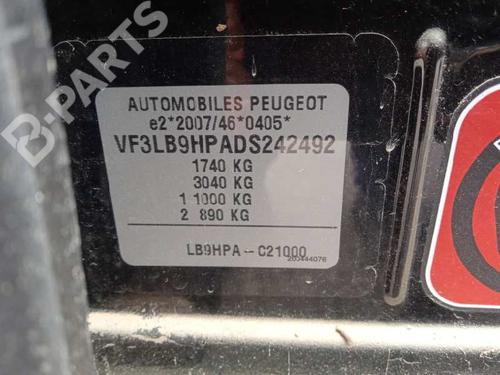 B-PARTS
AUTOMOBILES PEUGEOT
e2*2007/46*0405*
VF3LB9HPADS242492
1740 KG
3040 KG
1 1000 KG
2 890 KG
LB9HPA - C21000
200444076